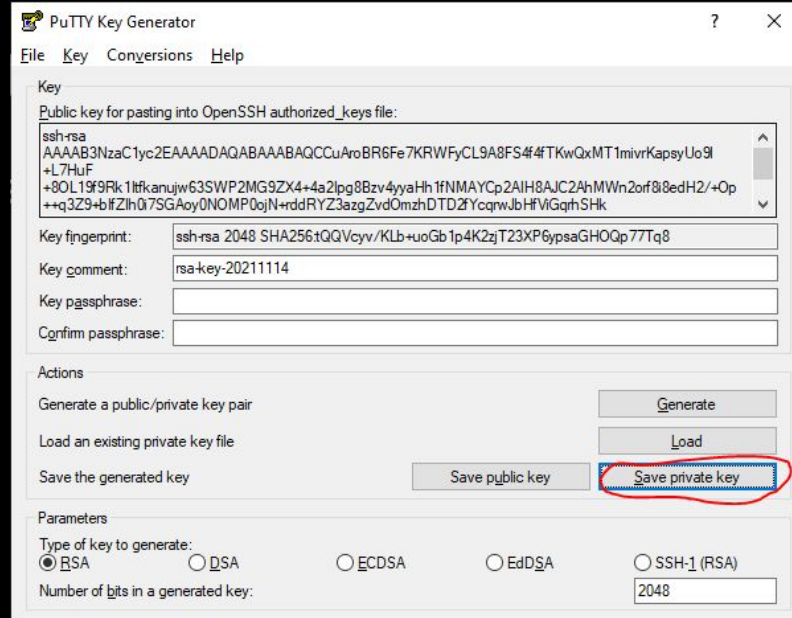 PuTTY Key Generator
File Key Conversions Help
Key
Public key for pasting into OpenSSH authorized_keys file:
ssh-rsa
AAAAB3NzaC1yc2EAAAADAQABAAABAQCCuAroBR6Fe7KRWFyCL9A8FS4f4fTKwQxMT1mivrKapsyUo9I
+L7HuF
+8OL19f9Rk1ltfkanujw63SWP2MG9ZX4+4a2lpg8Bzv4yyaHh1fNMAYCp2AIH8AJC2AhMWn2orf8i8edH2/+Op
++q3Z9+blfZlh0i7SGAoy0NOMP0ojN+rddRYZ3azgZvdOmzhDTD2fYcqrwJbHfViGqrhSHk
Key fingerprint: ssh-rsa 2048 SHA256:tQQVcyv/KLb+uoGb1p4K2zjT23XP6ypsaGHOQp77Tq8
Key comment: rsa-key-20211114
Key passphrase:
Confirm passphrase:
Actions
Generate a public/private key pair Generate
Load an existing private key file Load
Save the generated key Save public key Save private key
Parameters
Type of key to generate:
RSA DSA ECDSA EdDSA SSH-1 (RSA)
Number of bits in a generated key: 2048